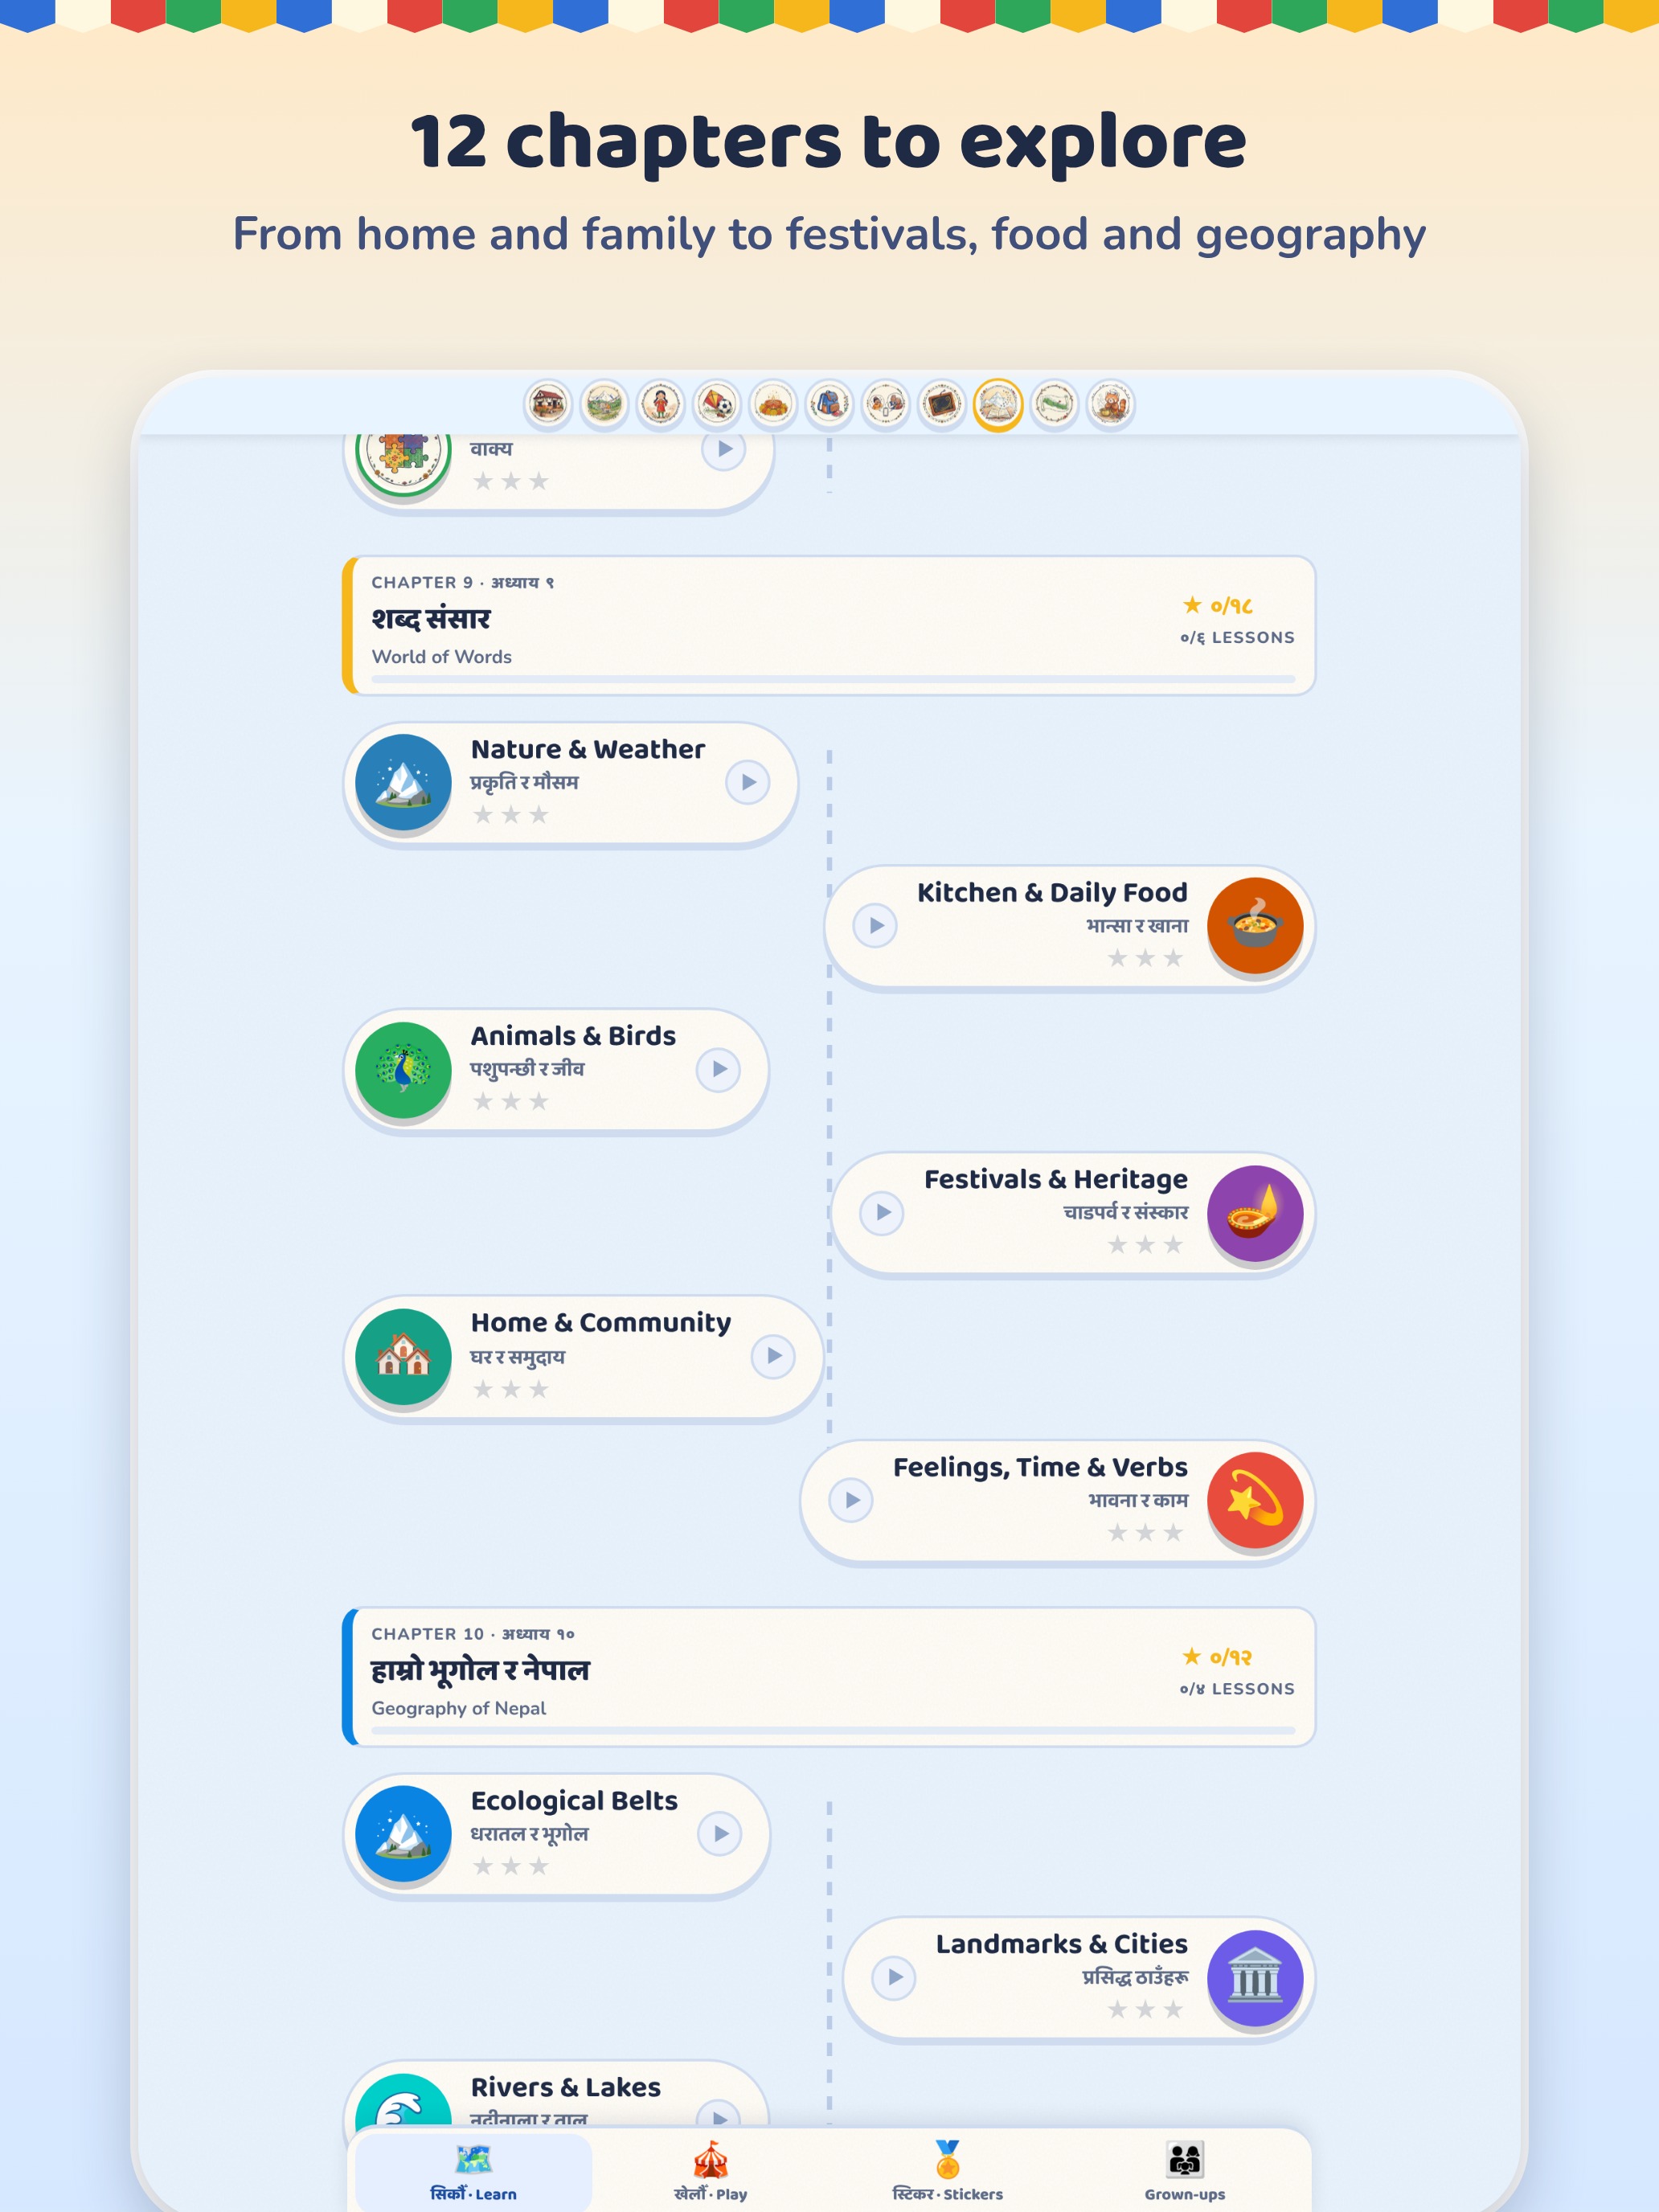 12 chapters to explore
From home and family to festivals, food and geography
वाक्य
★ ★ ★
CHAPTER 9 · अध्याय ९
शब्द संसार
World of Words
★ ०/१८
०/६ LESSONS
Nature & Weather
प्रकृति र मौसम
★ ★ ★
Kitchen & Daily Food
भान्सा र खाना
★ ★ ★
Animals & Birds
पशुपन्छी र जीव
★ ★ ★
Festivals & Heritage
चाडपर्व र संस्कार
★ ★ ★
Home & Community
घर र समुदाय
★ ★ ★
Feelings, Time & Verbs
भावना र काम
★ ★ ★
CHAPTER 10 · अध्याय १०
हाम्रो भूगोल र नेपाल
Geography of Nepal
★ ०/१२
०/४ LESSONS
Ecological Belts
धरातल र भूगोल
★ ★ ★
Landmarks & Cities
प्रसिद्ध ठाउँहरू
★ ★ ★
Rivers & Lakes
नदीनाला र ताल
सिकौँ · Learn
खेलौँ · Play
स्टिकर · Stickers
Grown-ups